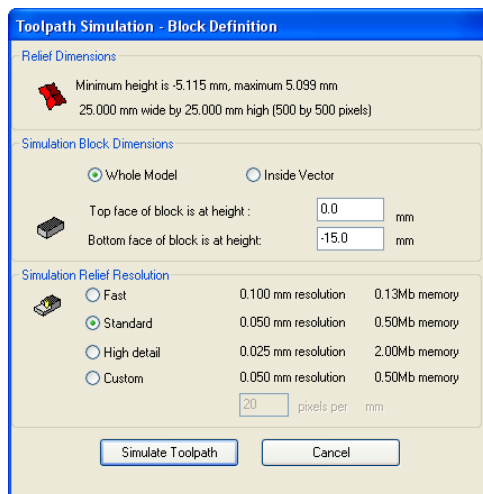 Toolpath Simulation - Block Definition
Relief Dimensions
Minimum height is -5.115 mm, maximum 5.099 mm
25.000 mm wide by 25.000 mm high (500 by 500 pixels)
Simulation Block Dimensions
Whole Model Inside Vector
Top face of block is at height : 0.0 mm
Bottom face of block is at height: -15.0 mm
Simulation Relief Resolution
Fast 0.100 mm resolution 0.13Mb memory
Standard 0.050 mm resolution 0.50Mb memory
High detail 0.025 mm resolution 2.00Mb memory
Custom 0.050 mm resolution 0.50Mb memory
20 pixels per mm
Simulate Toolpath Cancel